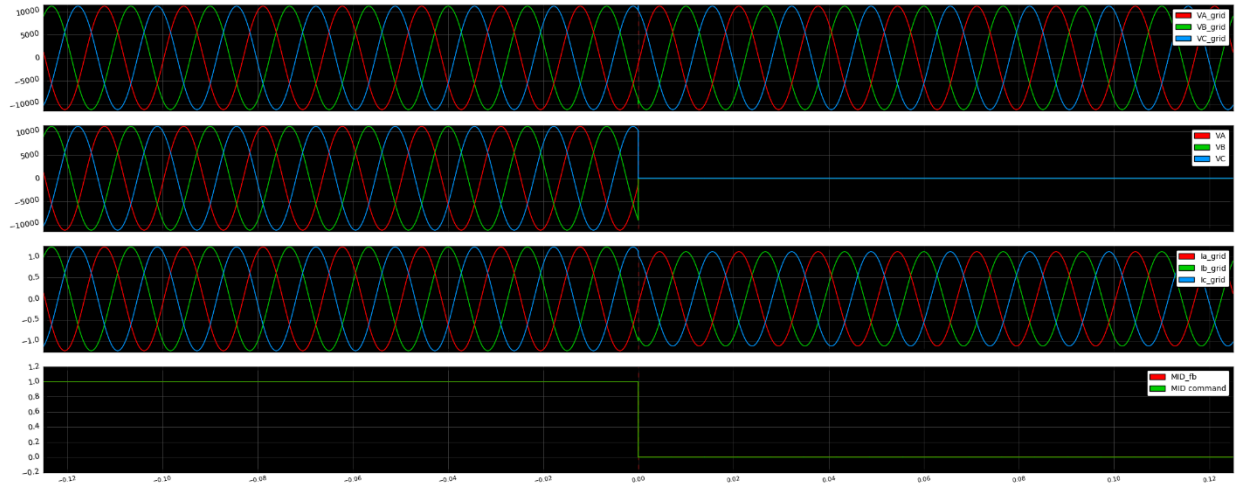 10000
5000
0
−5000
−10000
VA_grid
VB_grid
VC_grid
10000
5000
0
−5000
−10000
VA
VB
VC
1.0
0.5
0.0
−0.5
−1.0
Ia_grid
Ib_grid
Ic_grid
1.2
1.0
0.8
0.6
0.4
0.2
0.0
−0.2
MID_fb
MID command
−0.12 −0.10 −0.08 −0.06 −0.04 −0.02 0.00 0.02 0.04 0.06 0.08 0.10 0.12